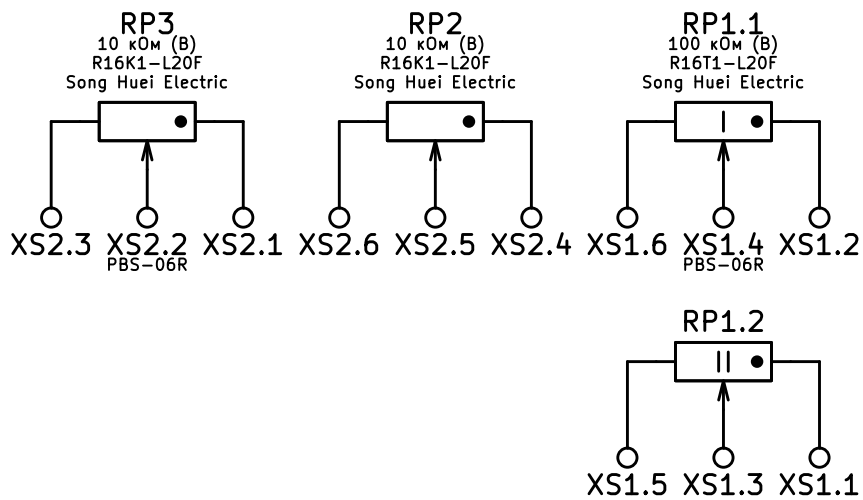 RP3
10 кОм (B)
R16K1-L20F
Song Huei Electric
XS2.3 XS2.2 XS2.1
PBS-06R
RP2
10 кОм (B)
R16K1-L20F
Song Huei Electric
XS2.6 XS2.5 XS2.4
RP1.1
100 кОм (B)
R16T1-L20F
Song Huei Electric
I
XS1.6 XS1.4 XS1.2
PBS-06R
RP1.2
II
XS1.5 XS1.3 XS1.1